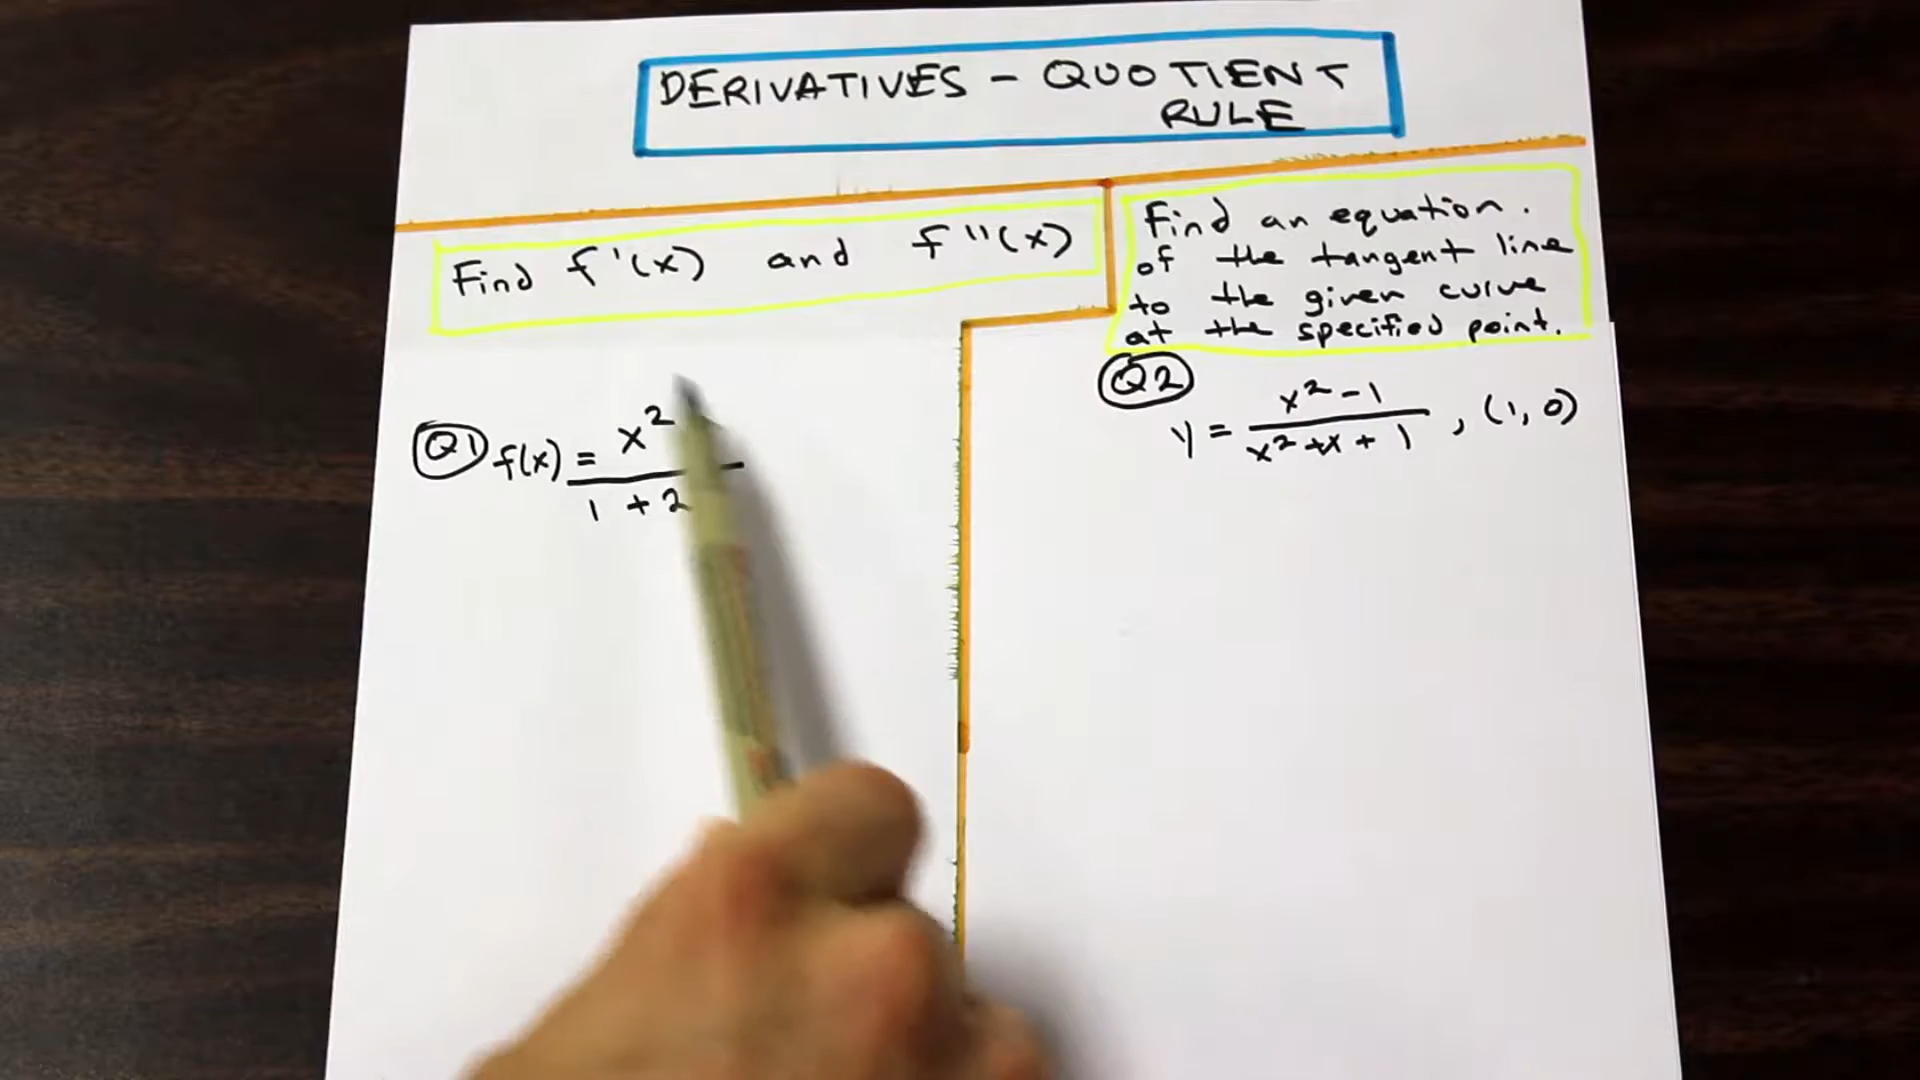 DERIVATIVES - QUOTIENT
RULE
Find f'(x) and f''(x)
Find an equation.
of the tangent line
to the given curve
at the specified point.
Q1 f(x) = x²
1 + 2
Q2
y = x² - 1 / x² + x + 1 , (1, 0)